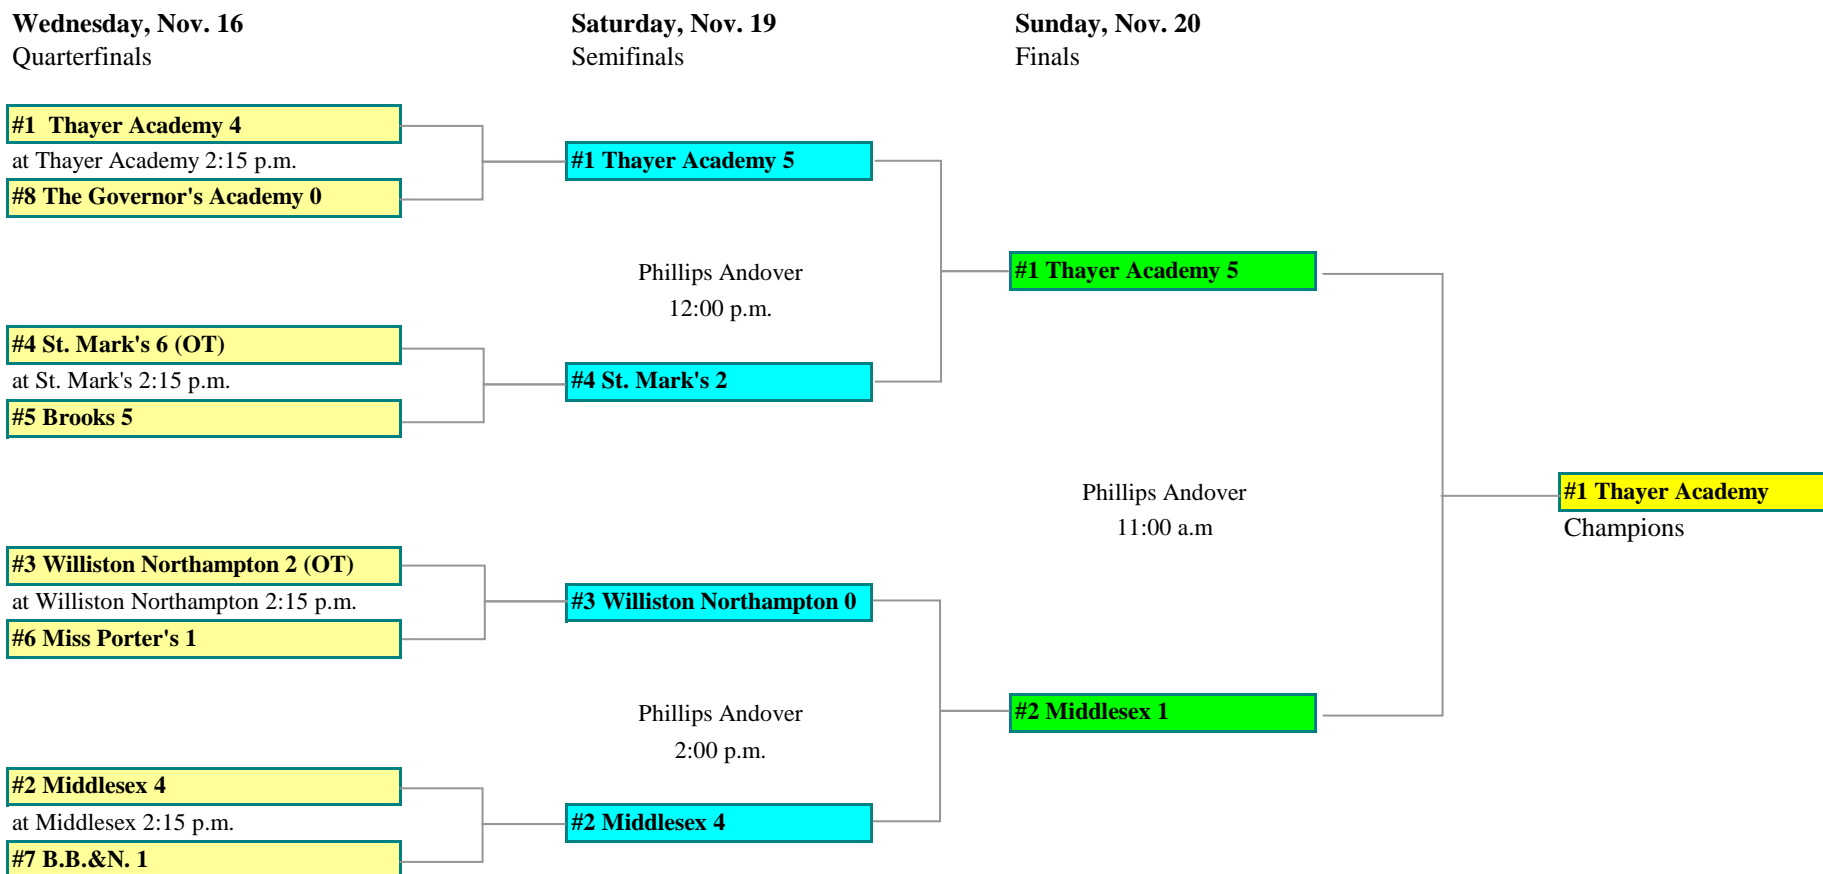 Wednesday, Nov. 16
Quarterfinals
Saturday, Nov. 19
Semifinals
Sunday, Nov. 20
Finals
#1 Thayer Academy 4
at Thayer Academy 2:15 p.m.
#8 The Governor's Academy 0
#1 Thayer Academy 5
Phillips Andover
12:00 p.m.
#1 Thayer Academy 5
#4 St. Mark's 6 (OT)
at St. Mark's 2:15 p.m.
#5 Brooks 5
#4 St. Mark's 2
Phillips Andover
11:00 a.m
#1 Thayer Academy
Champions
#3 Williston Northampton 2 (OT)
at Williston Northampton 2:15 p.m.
#6 Miss Porter's 1
#3 Williston Northampton 0
Phillips Andover
2:00 p.m.
#2 Middlesex 1
#2 Middlesex 4
at Middlesex 2:15 p.m.
#7 B.B.&N. 1
#2 Middlesex 4